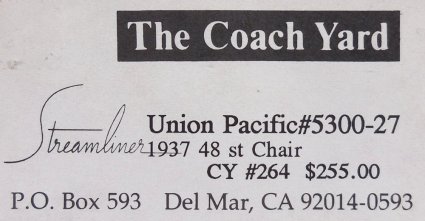 The Coach Yard
Streamliner Union Pacific#5300-27
1937 48 st Chair
CY #264 $255.00
P.O. Box 593 Del Mar, CA 92014-0593